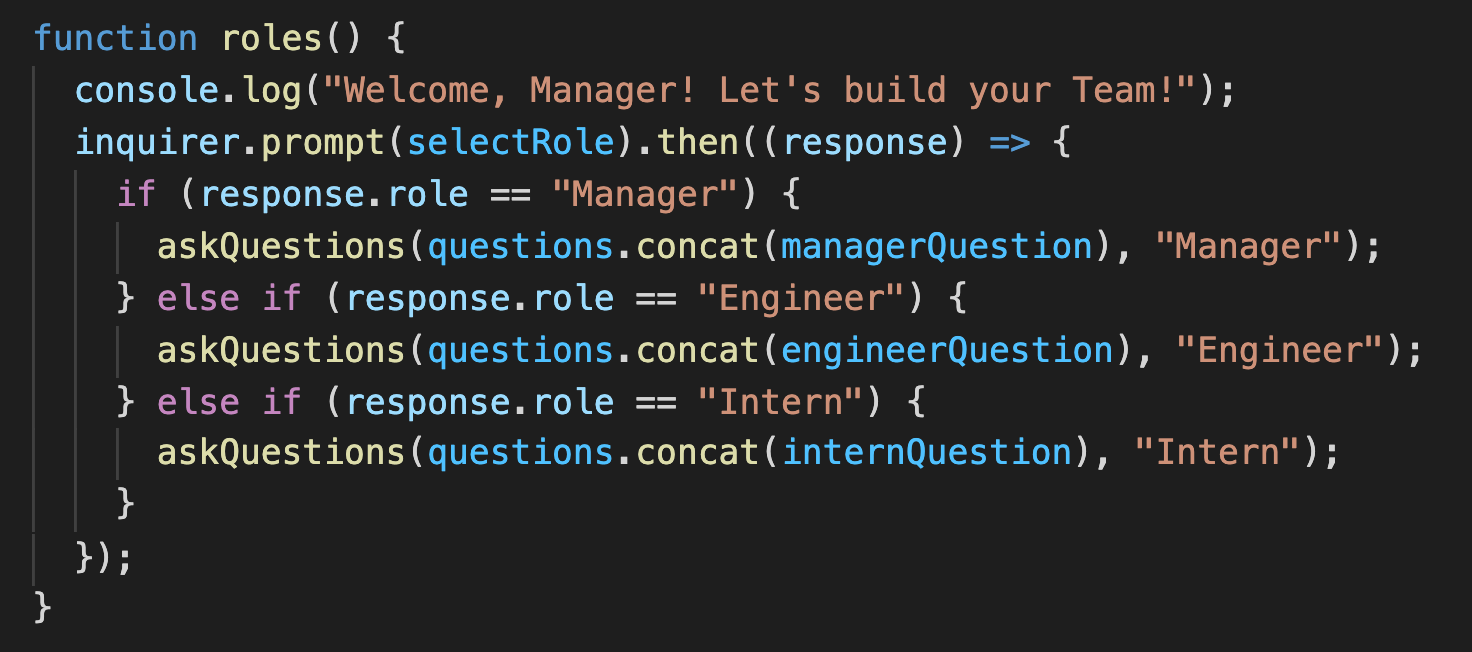 function roles() {
  console.log("Welcome, Manager! Let's build your Team!");
  inquirer.prompt(selectRole).then((response) => {
    if (response.role == "Manager") {
      askQuestions(questions.concat(managerQuestion), "Manager");
    } else if (response.role == "Engineer") {
      askQuestions(questions.concat(engineerQuestion), "Engineer");
    } else if (response.role == "Intern") {
      askQuestions(questions.concat(internQuestion), "Intern");
    }
  });
}